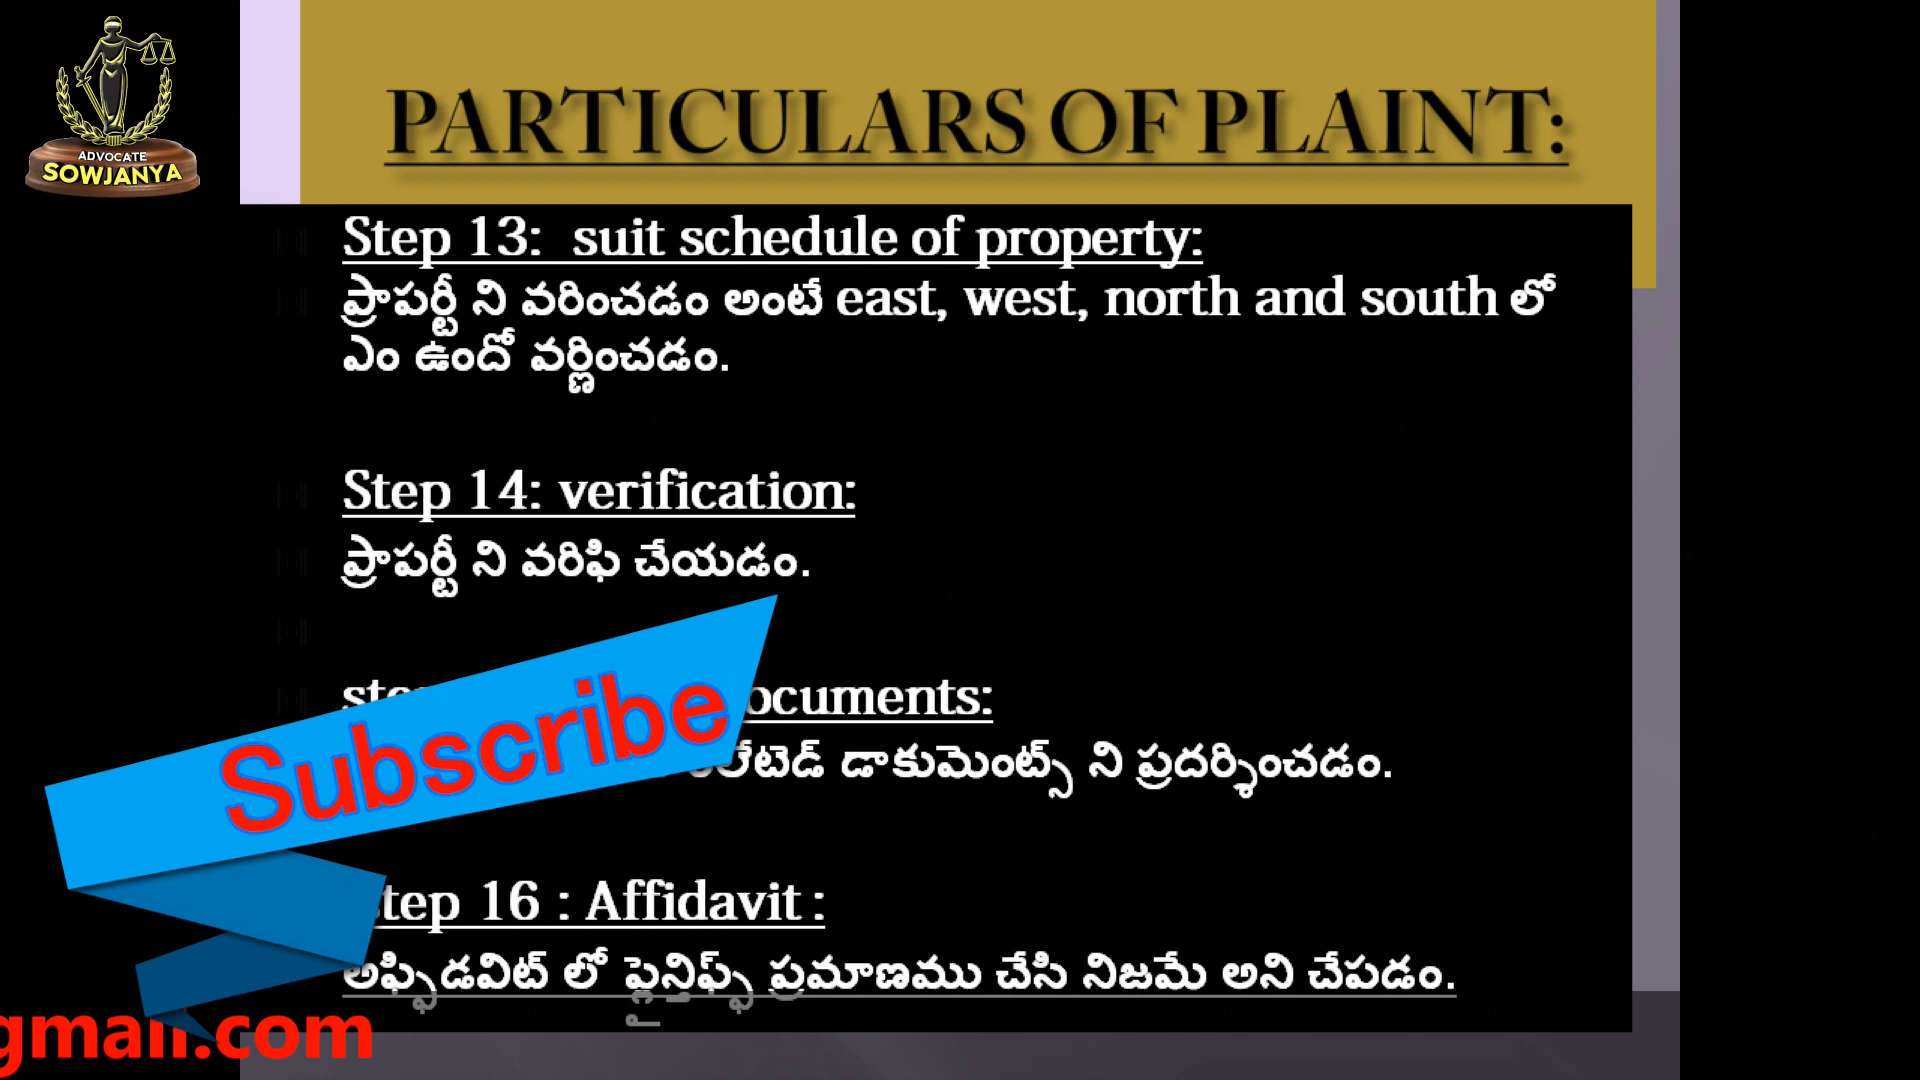 ADVOCATE
SOWJANYA
PARTICULARS OF PLAINT:
Step 13: suit schedule of property:
ప్రాపర్టీ ని వరించడం అంటే east, west, north and south లో
ఎం ఉందో వర్ణించడం.
Step 14: verification:
ప్రాపర్టీ ని వరిఫి చేయడం.
ocuments:
డాకుమెంట్స్ ని ప్రదర్శించడం.
Subscribe
tep 16 : Affidavit :
అఫ్ఫిడవిట్ లో ప్లైనిఫ్ఫ్ ప్రమాణము చేసి నిజమే అని చేపడం.
gmail.com